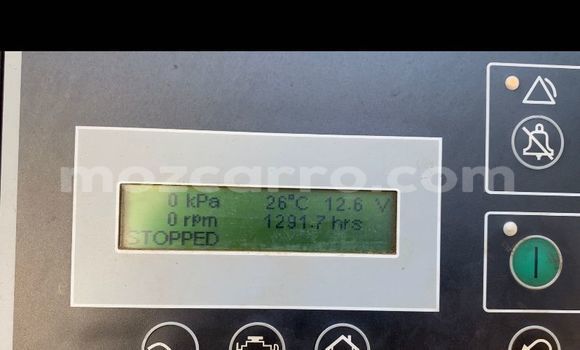 mozcarro.com
0 kPa 26°C 12.6 V
0 rpm 1291.7 hrs
STOPPED